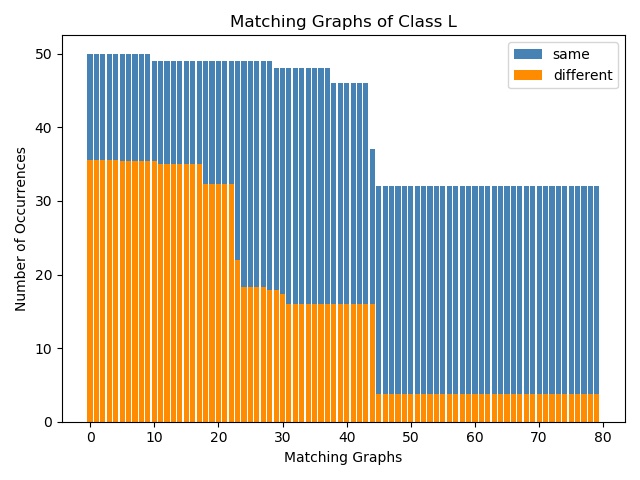 Matching Graphs of Class L
same
different
Number of Occurrences
50
40
30
20
10
0
0 10 20 30 40 50 60 70 80
Matching Graphs